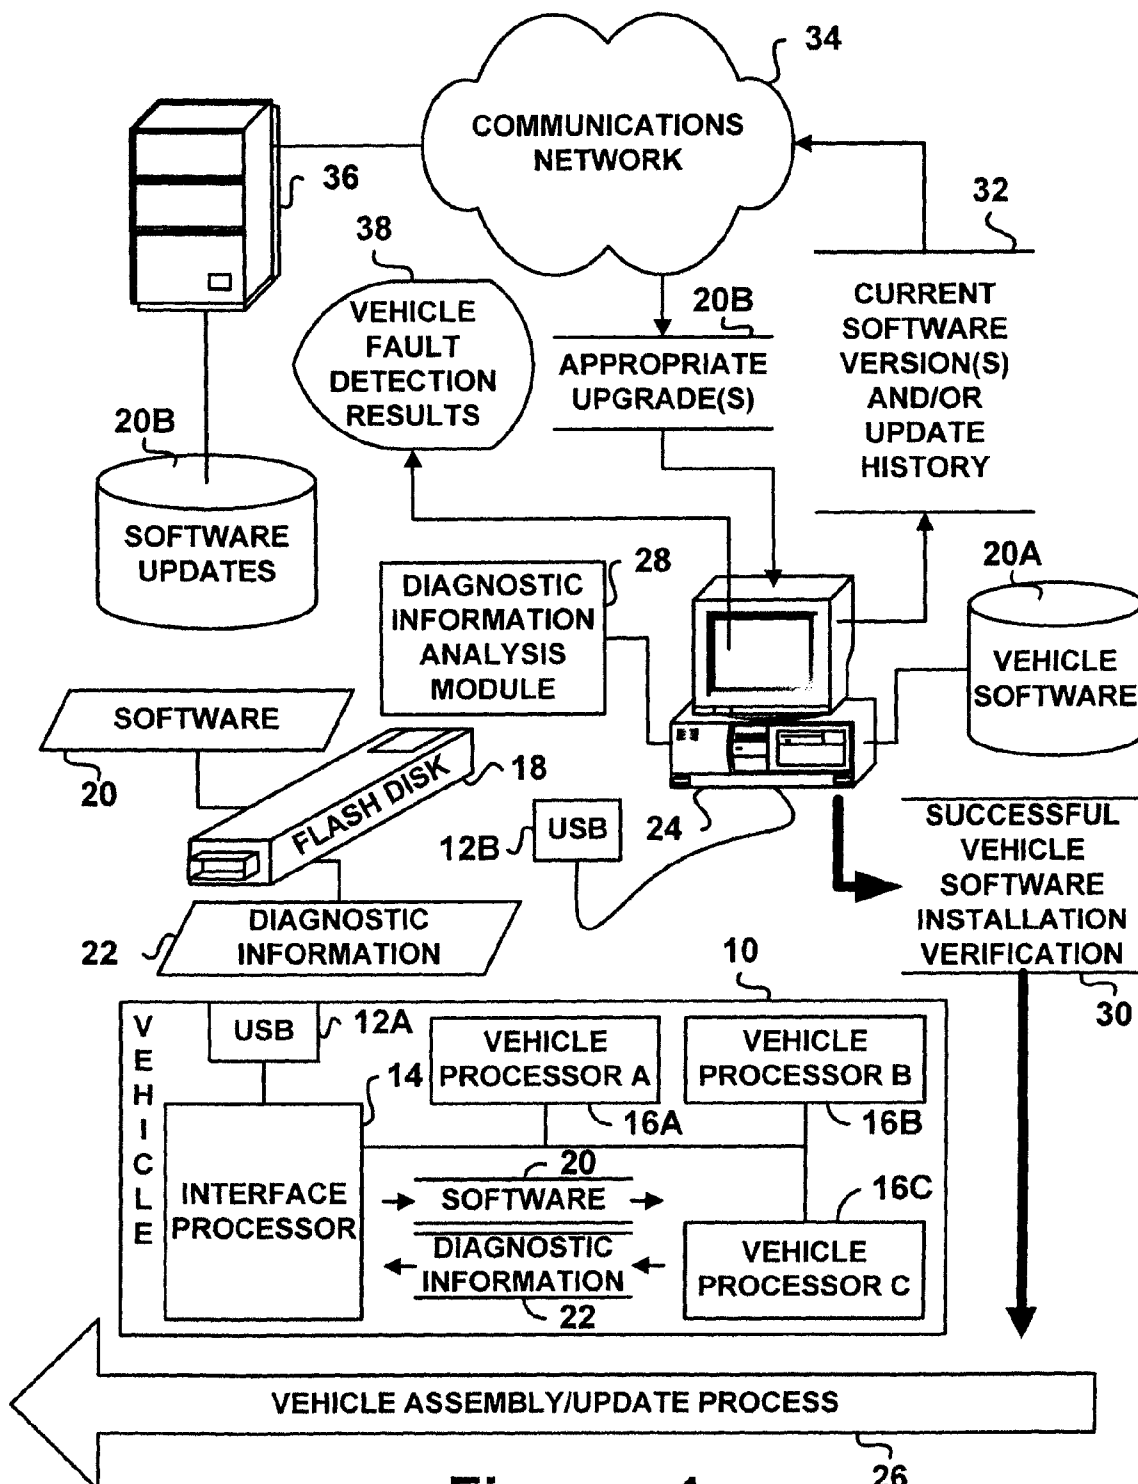 34
COMMUNICATIONS
NETWORK
36
32
38
VEHICLE
FAULT
DETECTION
RESULTS
20B
APPROPRIATE
UPGRADE(S)
CURRENT
SOFTWARE
VERSION(S)
AND/OR
UPDATE
HISTORY
20B
SOFTWARE
UPDATES
28
DIAGNOSTIC
INFORMATION
ANALYSIS
MODULE
20A
VEHICLE
SOFTWARE
SOFTWARE
20
FLASH DISK
18
12B
USB
24
SUCCESSFUL
VEHICLE
SOFTWARE
INSTALLATION
VERIFICATION
30
DIAGNOSTIC
INFORMATION
22
10
VEHICLE
USB
12A
14
VEHICLE
PROCESSOR A
16A
VEHICLE
PROCESSOR B
16B
INTERFACE
PROCESSOR
20
SOFTWARE
DIAGNOSTIC
INFORMATION
22
16C
VEHICLE
PROCESSOR C
VEHICLE ASSEMBLY/UPDATE PROCESS
26